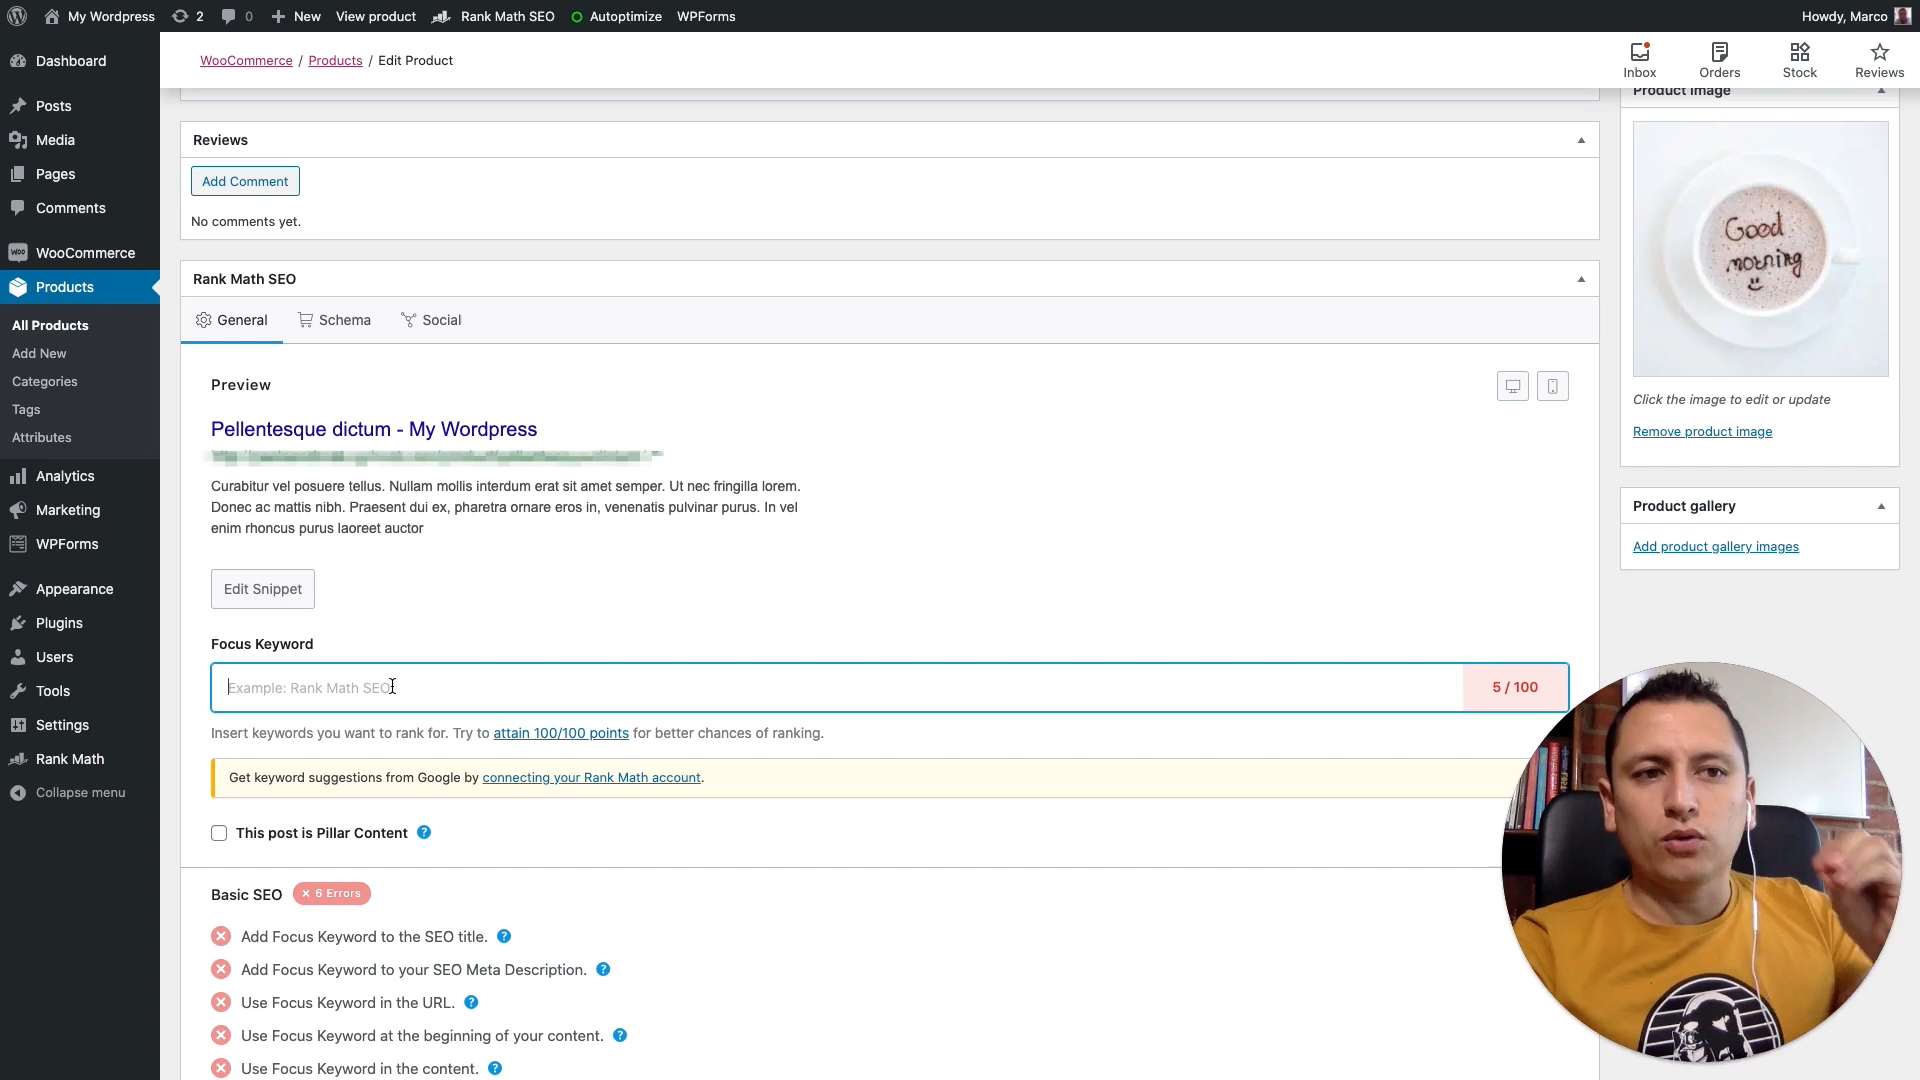 My Wordpress
2
0
New
View product
Rank Math SEO
Autoptimize
WPForms
Howdy, Marco
Dashboard
Posts
Media
Pages
Comments
WooCommerce
Products
All Products
Add New
Categories
Tags
Attributes
Analytics
Marketing
WPForms
Appearance
Plugins
Users
Tools
Settings
Rank Math
Collapse menu
WooCommerce / Products / Edit Product
Inbox
Orders
Stock
Reviews
Reviews
Add Comment
No comments yet.
Rank Math SEO
General
Schema
Social
Preview
Pellentesque dictum - My Wordpress
Curabitur vel posuere tellus. Nullam mollis interdum erat sit amet semper. Ut nec fringilla lorem.
Donec ac mattis nibh. Praesent dui ex, pharetra ornare eros in, venenatis pulvinar purus. In vel
enim rhoncus purus laoreet auctor
Edit Snippet
Focus Keyword
Example: Rank Math SEO
5 / 100
Insert keywords you want to rank for. Try to attain 100/100 points for better chances of ranking.
Get keyword suggestions from Google by connecting your Rank Math account.
This post is Pillar Content ?
Basic SEO
6 Errors
Add Focus Keyword to the SEO title. ?
Add Focus Keyword to your SEO Meta Description. ?
Use Focus Keyword in the URL. ?
Use Focus Keyword at the beginning of your content. ?
Use Focus Keyword in the content. ?
Product image
Good
morning
Click the image to edit or update
Remove product image
Product gallery
Add product gallery images